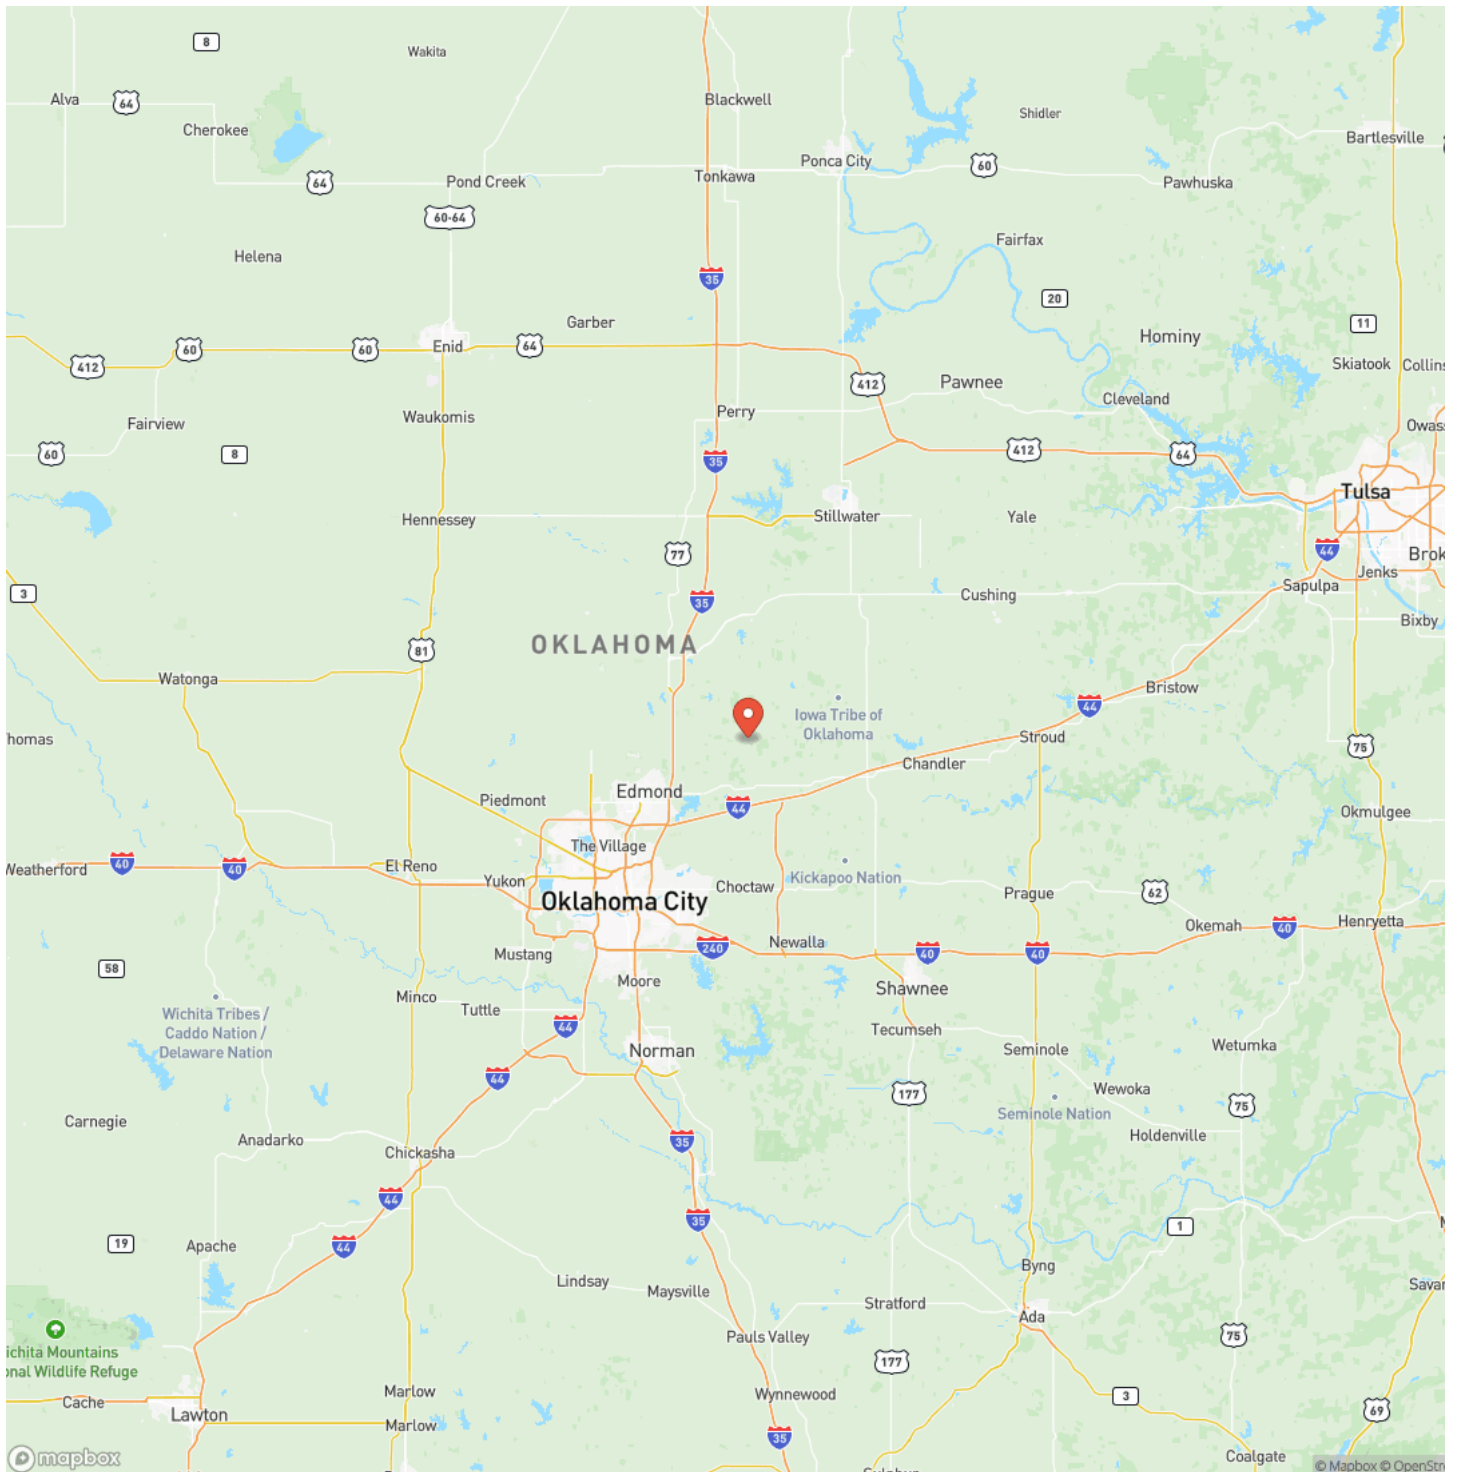 8
Wakita
Alva
64
Blackwell
Shidler
Cherokee
Bartlesville
Ponca City
60
64
Pond Creek
Tonkawa
Pawhuska
60-64
Fairfax
Helena
35
20
Garber
11
Hominy
60
60
64
Enid
412
Skiatook
Collins
412
Pawnee
Cleveland
Perry
Waukomis
Fairview
Owas
60
8
35
412
64
Tulsa
Hennessey
Stillwater
Yale
77
44
Brok
Jenks
Sapulpa
3
35
Cushing
Bixby
OKLAHOMA
81
Watonga
Bristow
44
Iowa Tribe of
Oklahoma
Thomas
Stroud
75
Chandler
Edmond
Piedmont
44
Okmulgee
The Village
Weatherford
40
40
El Reno
Yukon
Choctaw
Kickapoo Nation
Prague
62
Oklahoma City
Okemah
40
Henryetta
Newalla
240
40
40
Mustang
58
Moore
Shawnee
Minco
Tuttle
Wichita Tribes /
Caddo Nation /
Delaware Nation
44
Tecumseh
Norman
Seminole
Wetumka
44
177
Wewoka
75
Seminole Nation
Carnegie
Anadarko
35
Holdenville
Chickasha
44
35
1
19
Apache
44
Byng
Lindsay
Maysville
Savan
Stratford
Ada
ichita Mountains
onal Wildlife Refuge
Pauls Valley
75
177
Cache
Marlow
Wynnewood
3
Lawton
Marlow
35
69
Coalgate
mapbox
© Mapbox © OpenStre